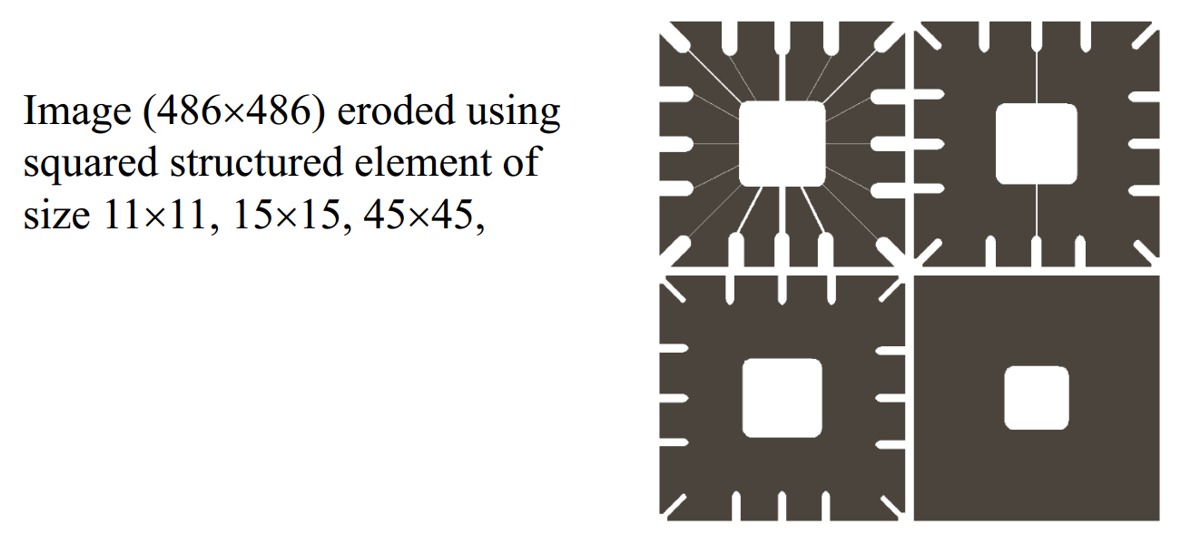 Image (486×486) eroded using
squared structured element of
size 11×11, 15×15, 45×45,